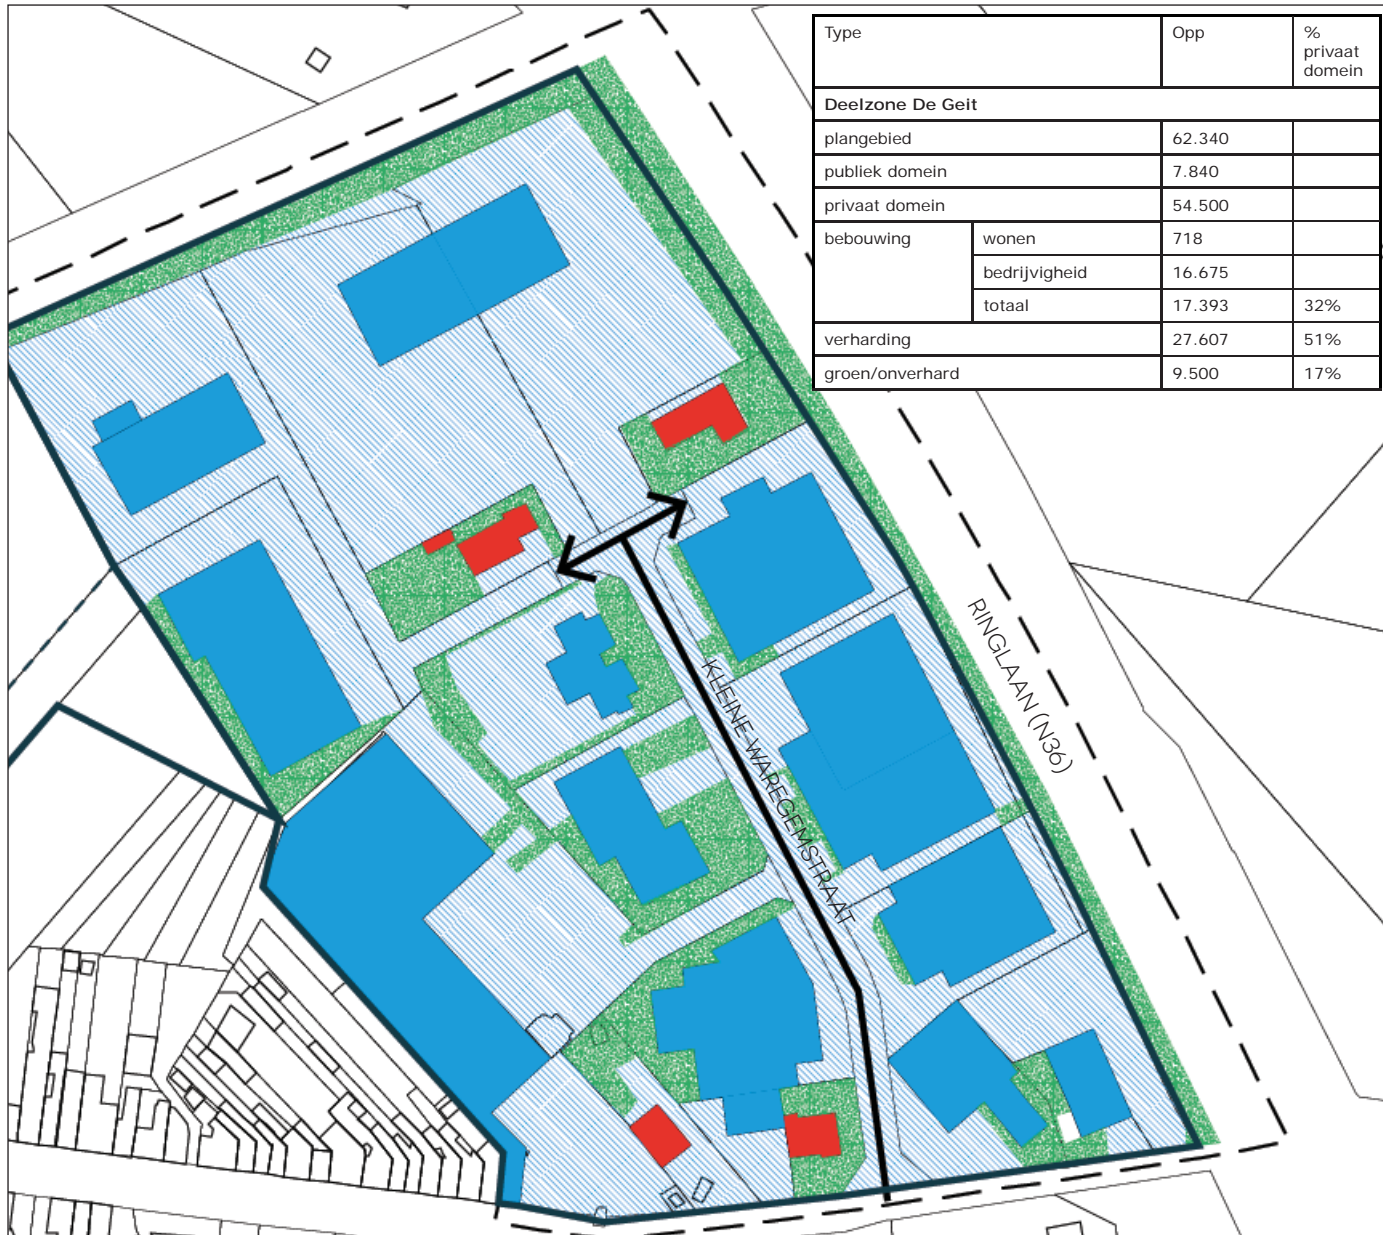 Type Opp %
privaat
domein
Deelzone De Geit
plangebied 62.340
publiek domein 7.840
privaat domein 54.500
bebouwing wonen 718
bedrijvigheid 16.675
totaal 17.393 32%
verharding 27.607 51%
groen/onverhard 9.500 17%
RINGLAAN (N36)
KLEINE WAREGEMSTRAAT